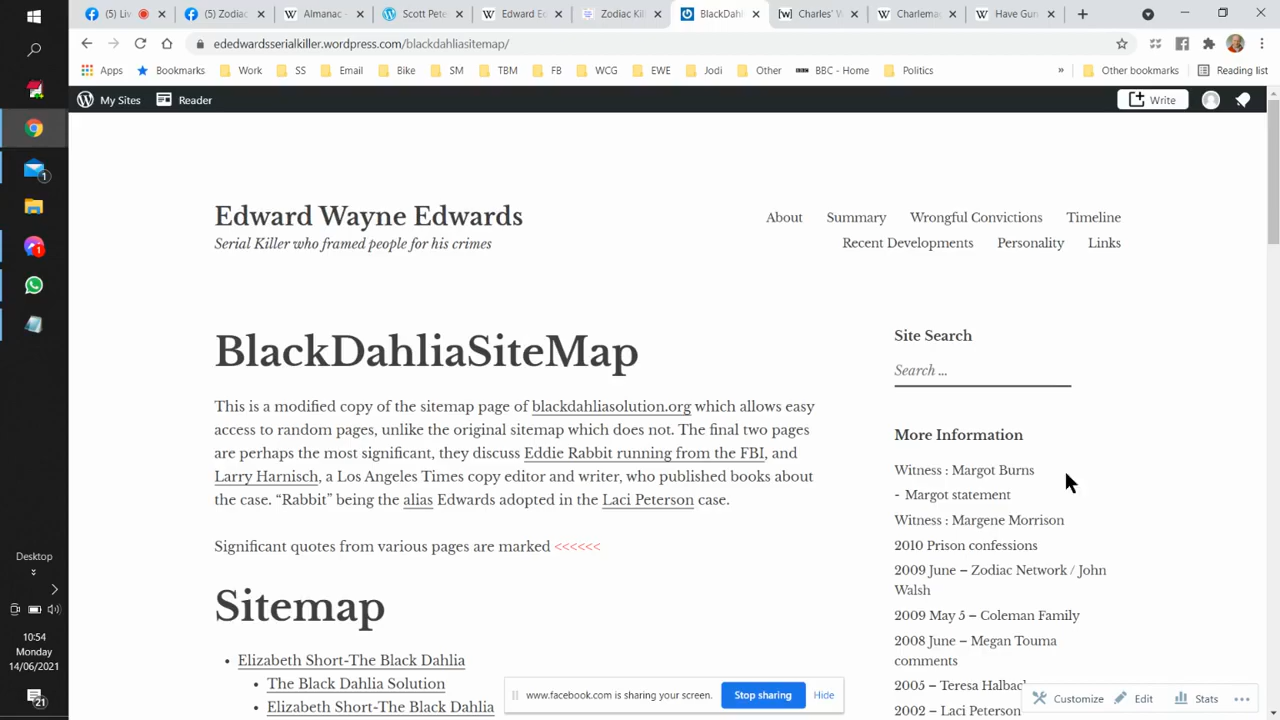 (5) Liv
(5) Zodiac
Almanac -
Scott Pete
Edward Ed
Zodiac Kil
BlackDahl
Charles' W
Charlemag
Have Gun
ededwardsserialkiller.wordpress.com/blackdahliasitemap/
Apps Bookmarks Work SS Email Bike SM TBM FB WCG EWE Jodi Other BBC - Home Politics » Other bookmarks Reading list
My Sites Reader Write
Edward Wayne Edwards
Serial Killer who framed people for his crimes
About Summary Wrongful Convictions Timeline
Recent Developments Personality Links
BlackDahliaSiteMap
This is a modified copy of the sitemap page of blackdahliasolution.org which allows easy
access to random pages, unlike the original sitemap which does not. The final two pages
are perhaps the most significant, they discuss Eddie Rabbit running from the FBI, and
Larry Harnisch, a Los Angeles Times copy editor and writer, who published books about
the case. “Rabbit” being the alias Edwards adopted in the Laci Peterson case.
Significant quotes from various pages are marked <<<<<<
Sitemap
• Elizabeth Short-The Black Dahlia
• The Black Dahlia Solution
• Elizabeth Short-The Black Dahlia
Site Search
Search ...
More Information
Witness : Margot Burns
- Margot statement
Witness : Margene Morrison
2010 Prison confessions
2009 June – Zodiac Network / John
Walsh
2009 May 5 – Coleman Family
2008 June – Megan Touma
comments
2005 – Teresa Halbac
2002 – Laci Peterson
Customize Edit Stats
www.facebook.com is sharing your screen. Stop sharing Hide
1
1
Desktop
10:54
Monday
14/06/2021
21